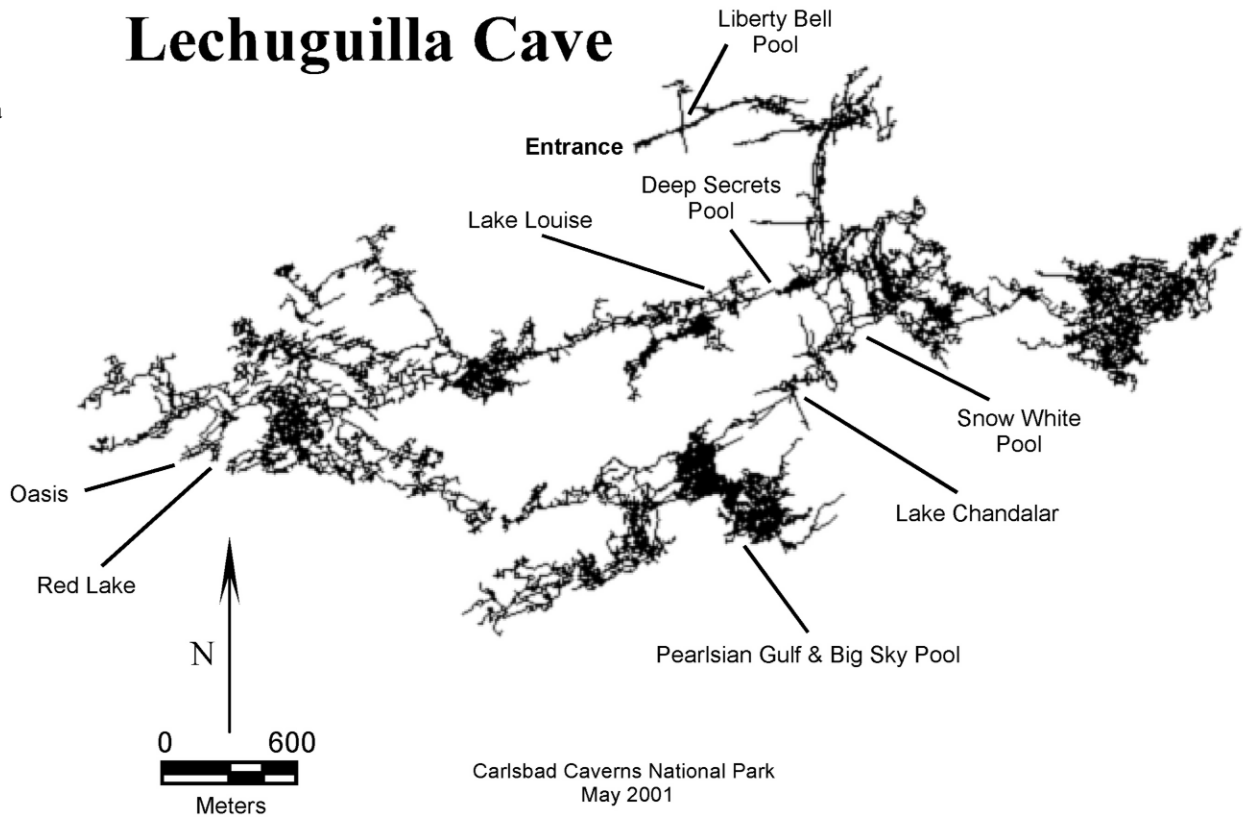 Lechuguilla Cave
Liberty Bell
Pool
Entrance
Deep Secrets
Pool
Lake Louise
Snow White
Pool
Oasis
Lake Chandalar
Red Lake
Pearlsian Gulf & Big Sky Pool
N
0 600
Meters
Carlsbad Caverns National Park
May 2001